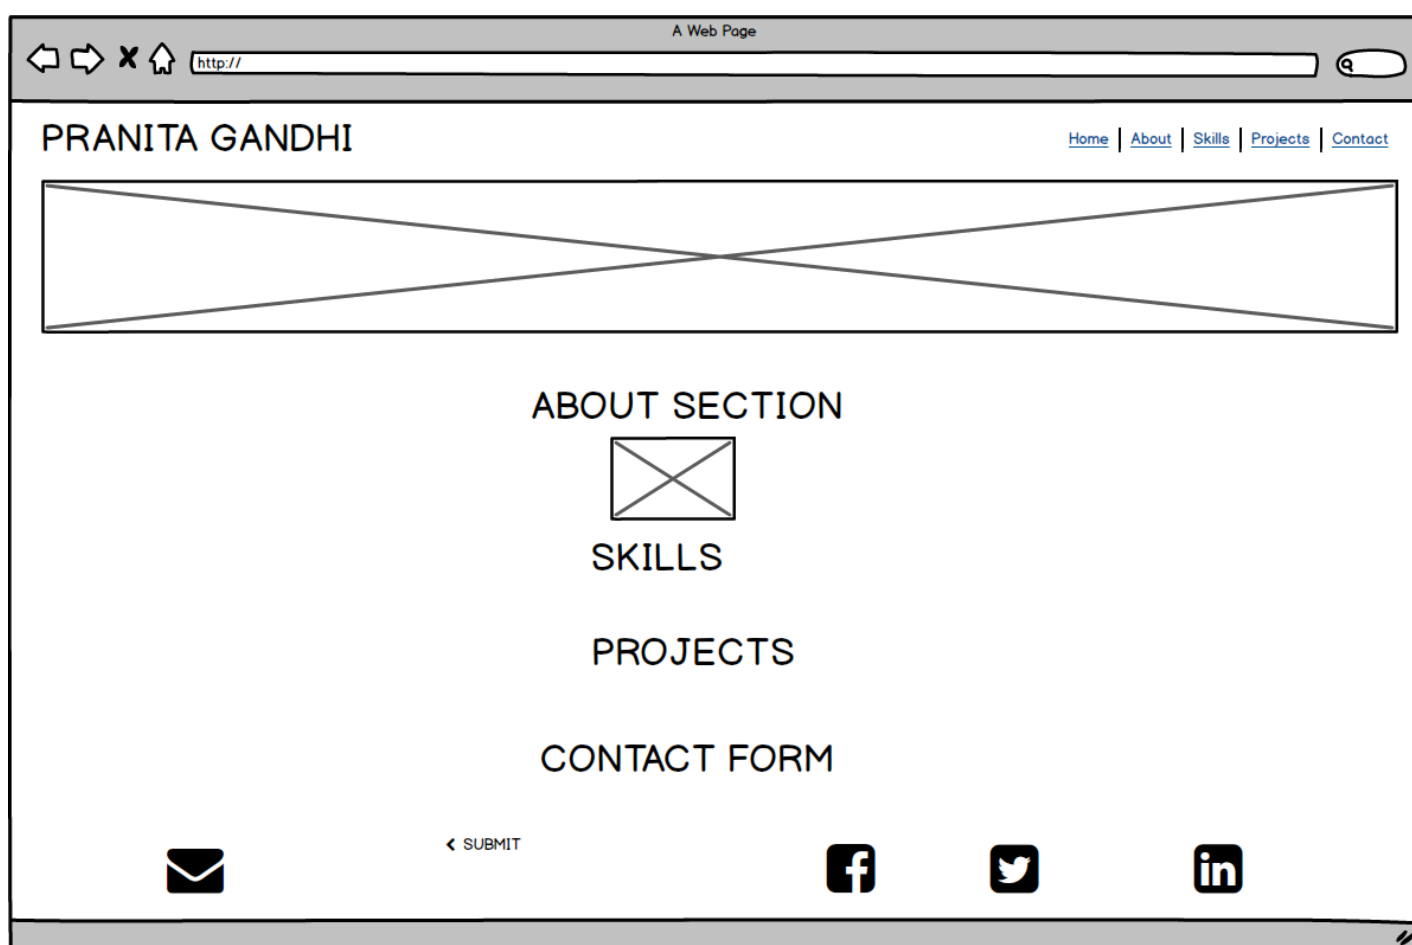 A Web Page
http://
PRANITA GANDHI
Home | About | Skills | Projects | Contact
ABOUT SECTION
SKILLS
PROJECTS
CONTACT FORM
SUBMIT